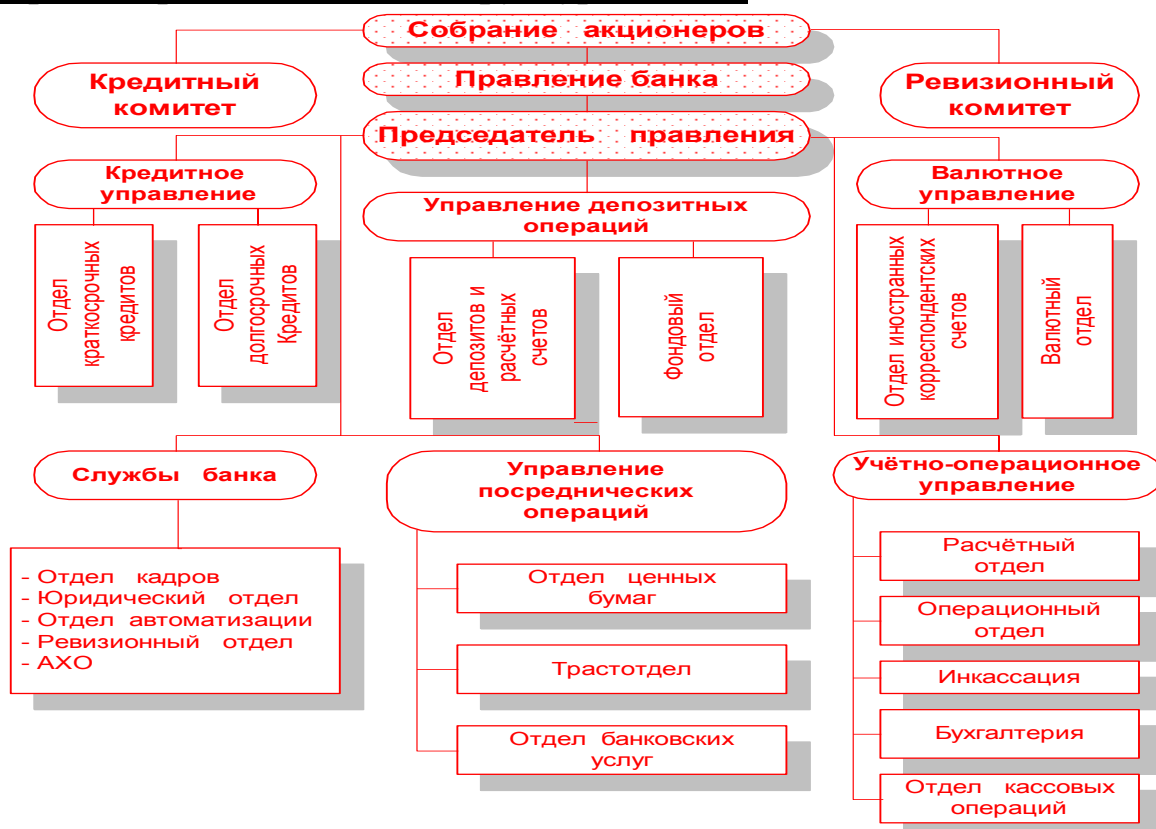 Собрание акционеров
Кредитный
комитет
Правление банка
Ревизионный
комитет
Председатель правления
Кредитное
управление
Управление депозитных
операций
Валютное
управление
Отдел
краткосрочных
кредитов
Отдел
долгосрочных
Кредитов
Отдел
депозитов и
расчётных
счетов
Фондовый
отдел
Отдел иностранных
корреспондентских
счетов
Валютный
отдел
Службы банка
Управление
посреднических
операций
Учётно-операционное
управление
- Отдел кадров
- Юридический отдел
- Отдел автоматизации
- Ревизионный отдел
- АХО
Отдел ценных
бумаг
Трастотдел
Отдел банковских
услуг
Расчётный
отдел
Операционный
отдел
Инкассация
Бухгалтерия
Отдел кассовых
операций